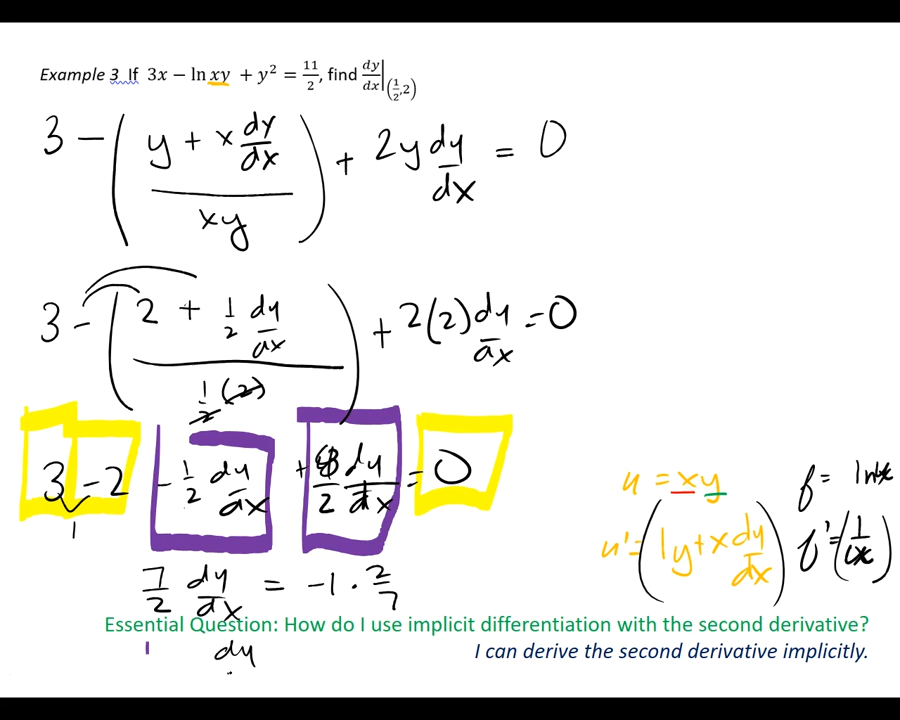 Example 3 If 3x − ln xy + y² = 11/2, find dy/dx|(1/2,2)
3 − ((y + x dy/dx)/(xy)) + 2y dy/dx = 0
3 − ((2 + 1/2 dy/dx)/(1/2 (2))) + 2(2) dy/dx = 0
3 − 2 − 1/2 dy/dx + 8/2 dy/dx = 0
1
u = xy f = ln x
u' = (1y + x dy/dx) f' = (1/x)
7/2 dy/dx = −1 · 2/7
Essential Question: How do I use implicit differentiation with the second derivative?
dy
I can derive the second derivative implicitly.